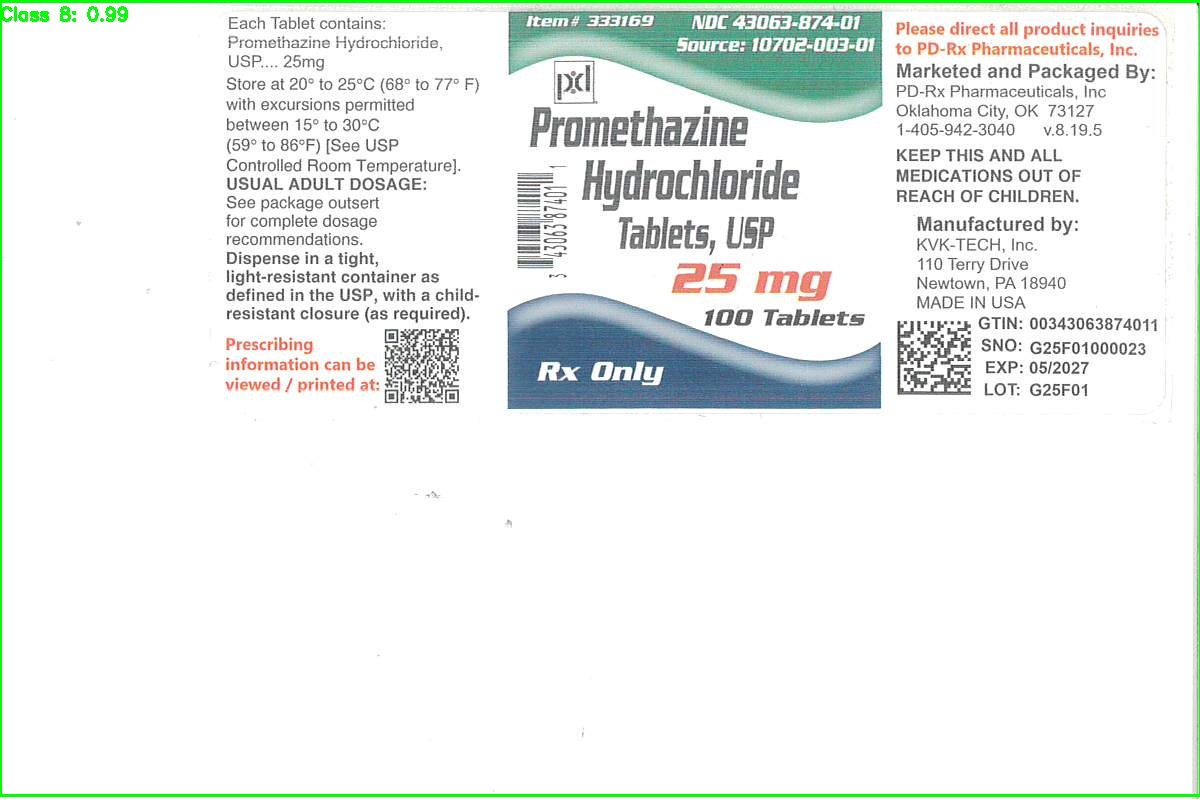 Class 8: 0.99
Each Tablet contains:
Promethazine Hydrochloride,
USP.... 25mg
Store at 20° to 25°C (68° to 77° F)
with excursions permitted
between 15° to 30°C
(59° to 86°F) [See USP
Controlled Room Temperature].
USUAL ADULT DOSAGE:
See package outsert
for complete dosage
recommendations.
Dispense in a tight,
light-resistant container as
defined in the USP, with a child-
resistant closure (as required).
Prescribing
information can be
viewed / printed at:
Item# 333169 NDC 43063-874-01
Source: 10702-003-01
pd
Promethazine
Hydrochloride
Tablets, USP
25 mg
100 Tablets
3 43063 87401 1
Rx Only
Please direct all product inquiries
to PD-Rx Pharmaceuticals, Inc.
Marketed and Packaged By:
PD-Rx Pharmaceuticals, Inc
Oklahoma City, OK 73127
1-405-942-3040 v.8.19.5
KEEP THIS AND ALL
MEDICATIONS OUT OF
REACH OF CHILDREN.
Manufactured by:
KVK-TECH, Inc.
110 Terry Drive
Newtown, PA 18940
MADE IN USA
GTIN: 00343063874011
SNO: G25F01000023
EXP: 05/2027
LOT: G25F01